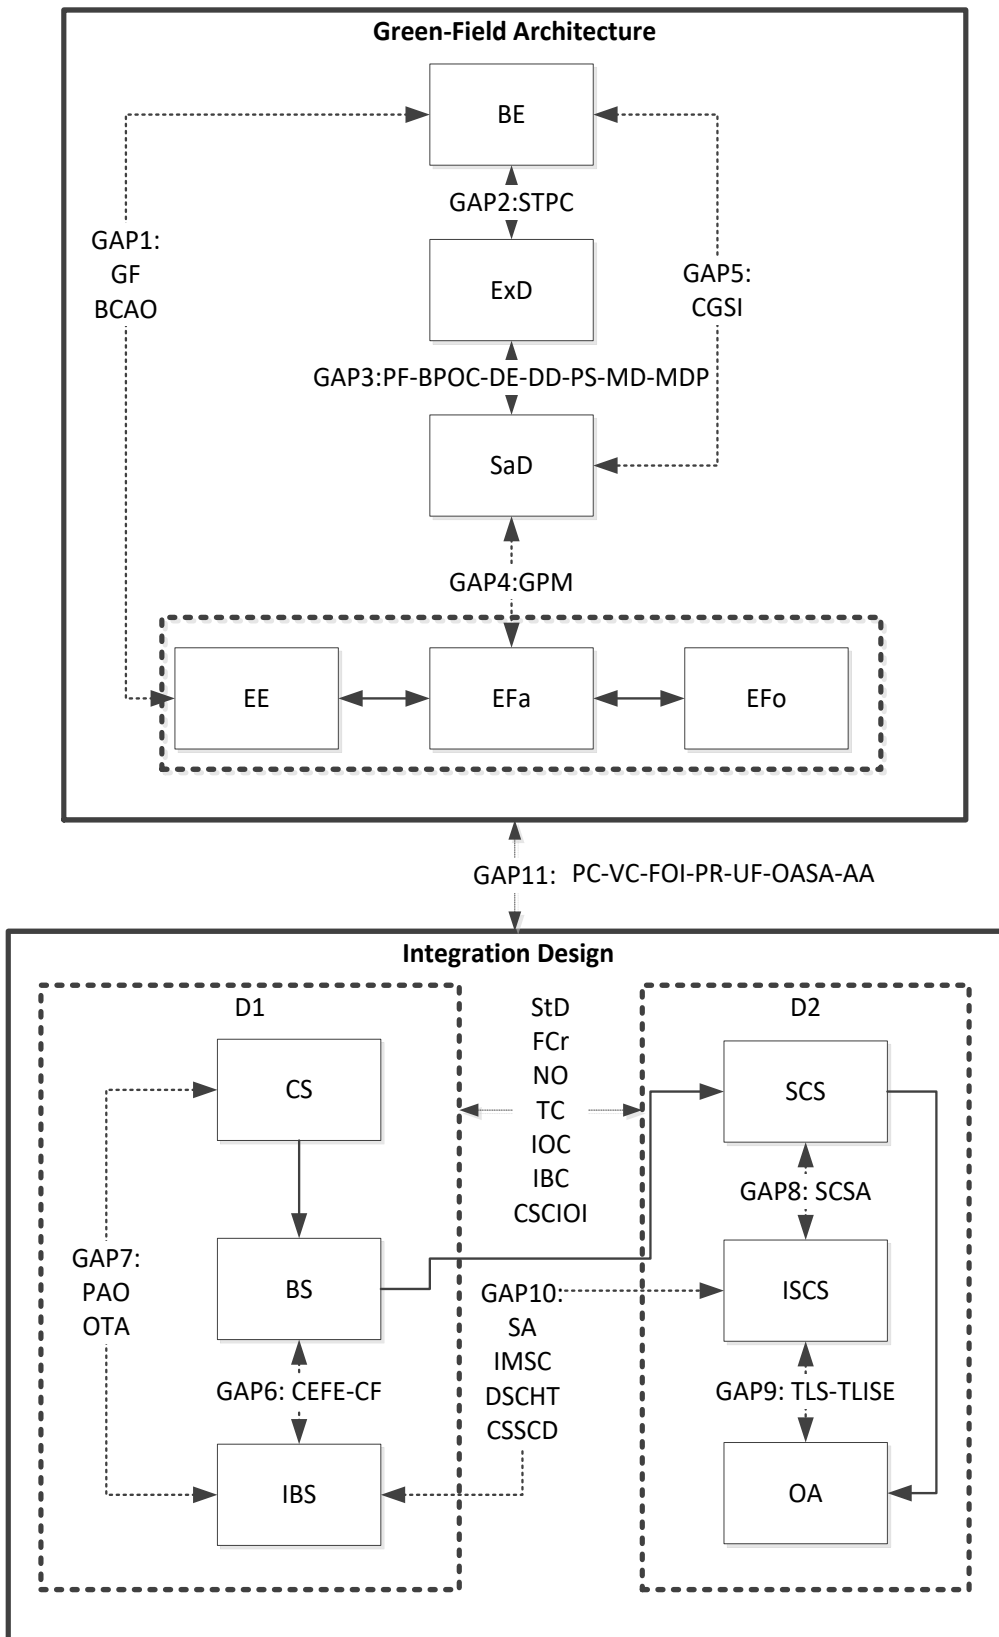 Green-Field Architecture
BE
GAP2:STPC
GAP1:
GF
BCAO
ExD
GAP5:
CGSI
GAP3:PF-BPOC-DE-DD-PS-MD-MDP
SaD
GAP4:GPM
EE
EFa
EFo
GAP11: PC-VC-FOI-PR-UF-OASA-AA
Integration Design
D1
StD
FCr
NO
TC
IOC
IBC
CSCIOI
D2
CS
SCS
GAP8: SCSA
GAP7:
PAO
OTA
BS
GAP10:
SA
IMSC
DSCHT
CSSCD
ISCS
GAP6: CEFE-CF
GAP9: TLS-TLISE
IBS
OA